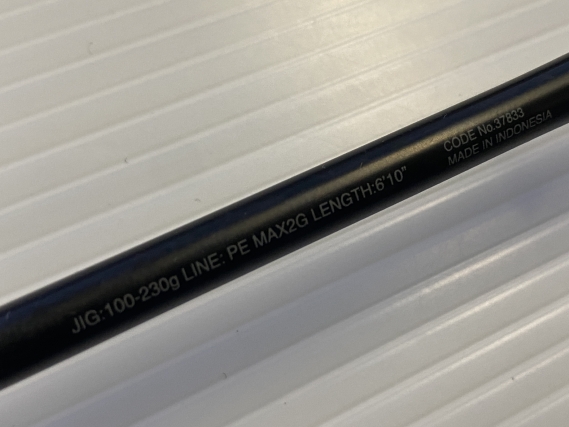 JIG:100-230g LINE: PE MAX2G LENGTH:6'10"
CODE No.37833
MADE IN INDONESIA